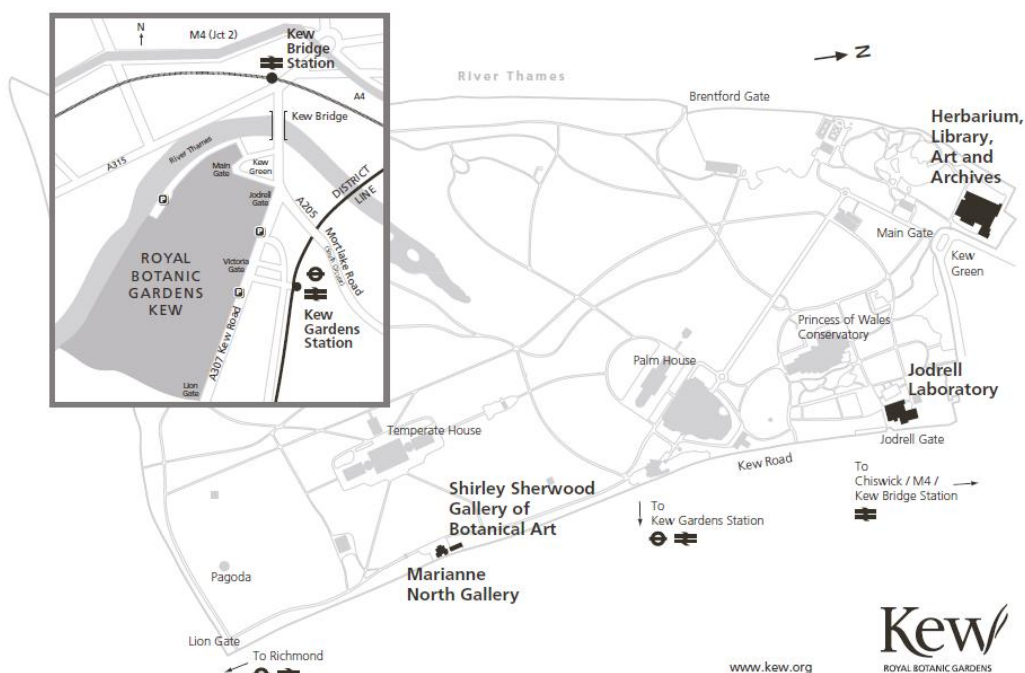 N
M4 (Jct 2)
Kew
Bridge
Station
A4
Kew Bridge
A315
River Thames
Main
Gate
Kew
Green
Jodrell
Gate
DISTRICT
LINE
A205
Mortlake Road
(South Circular)
ROYAL
BOTANIC
GARDENS
KEW
P
P
Victoria
Gate
P
Kew
Gardens
Station
A307 Kew Road
Lion
Gate
River Thames
N
Brentford Gate
Herbarium,
Library,
Art and
Archives
Main Gate
Kew
Green
Princess of Wales
Conservatory
Palm House
Jodrell
Laboratory
Jodrell Gate
Temperate House
Kew Road
To
Chiswick / M4 /
Kew Bridge Station
Shirley Sherwood
Gallery of
Botanical Art
To
Kew Gardens Station
Marianne
North Gallery
Pagoda
Lion Gate
To Richmond
www.kew.org
Kew
ROYAL BOTANIC GARDENS